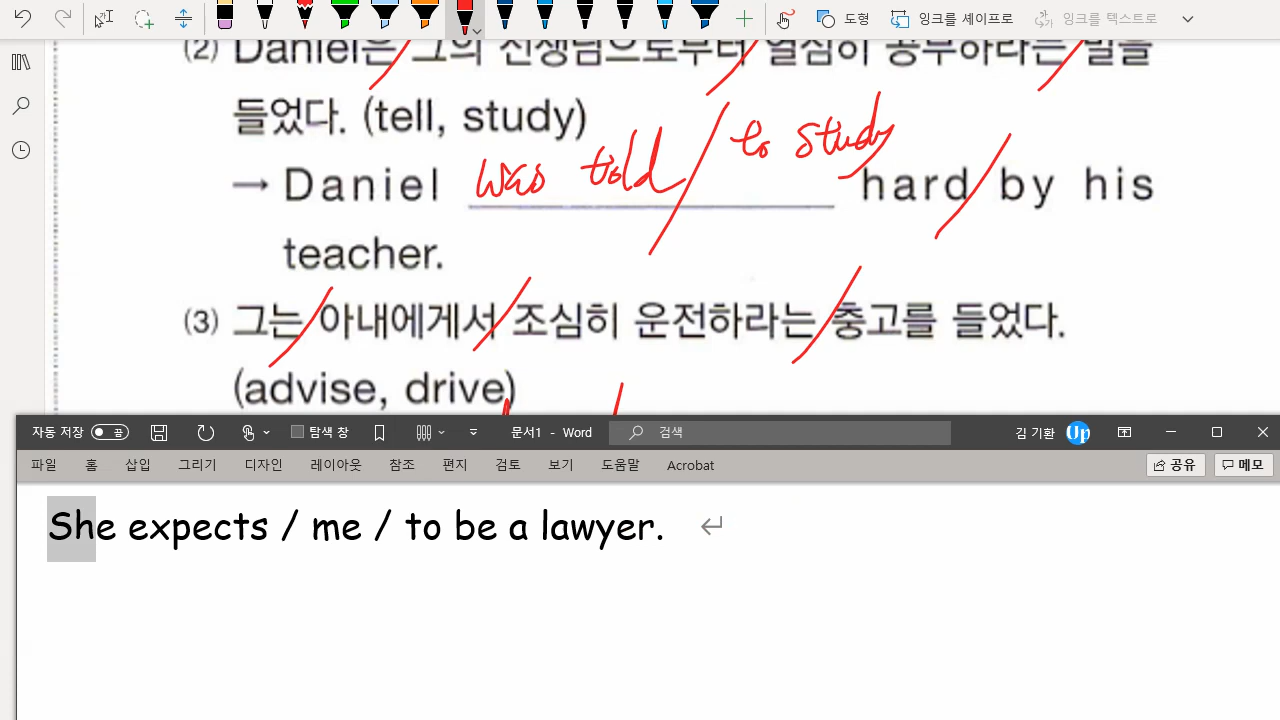 도형 잉크를 셰이프로 잉크를 텍스트로
(2) Daniel은 그의 선생님으로부터 열심히 공부하라는 말을
들었다. (tell, study)
→ Daniel was told to study hard by his
teacher.
(3) 그는 아내에게서 조심히 운전하라는 충고를 들었다.
(advise, drive)
자동 저장 끔 탐색 창 문서1 - Word 검색 김 기환 Up
파일 홈 삽입 그리기 디자인 레이아웃 참조 편지 검토 보기 도움말 Acrobat 공유 메모
She expects / me / to be a lawyer.